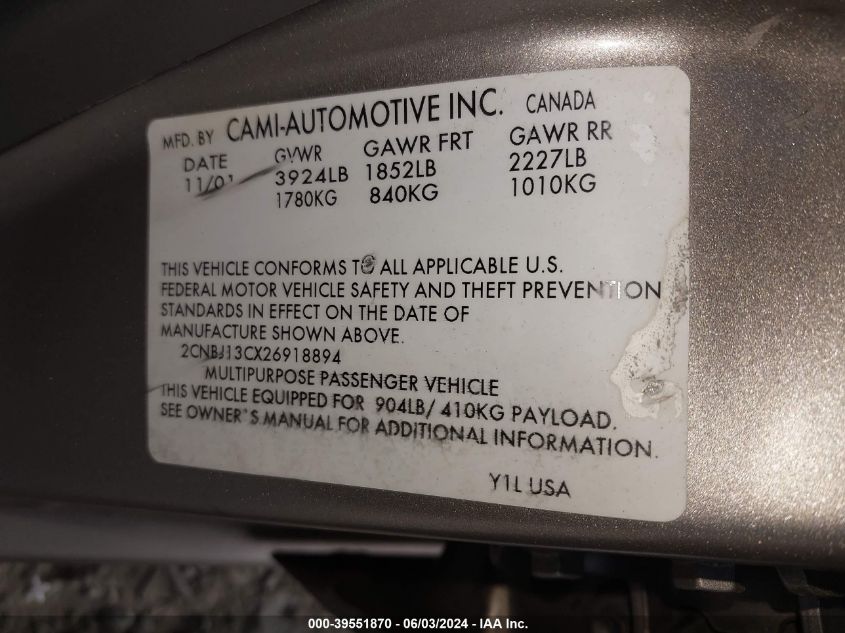 MFD. BY CAMI-AUTOMOTIVE INC. CANADA
DATE GVWR GAWR FRT GAWR RR
11/01 3924LB 1852LB 2227LB
1780KG 840KG 1010KG
THIS VEHICLE CONFORMS TO ALL APPLICABLE U.S.
FEDERAL MOTOR VEHICLE SAFETY AND THEFT PREVENTION
STANDARDS IN EFFECT ON THE DATE OF
MANUFACTURE SHOWN ABOVE.
2CNBJ13CX26918894
MULTIPURPOSE PASSENGER VEHICLE
THIS VEHICLE EQUIPPED FOR 904LB/ 410KG PAYLOAD.
SEE OWNER'S MANUAL FOR ADDITIONAL INFORMATION.
Y1L USA
000-39551870 - 06/03/2024 - IAA Inc.